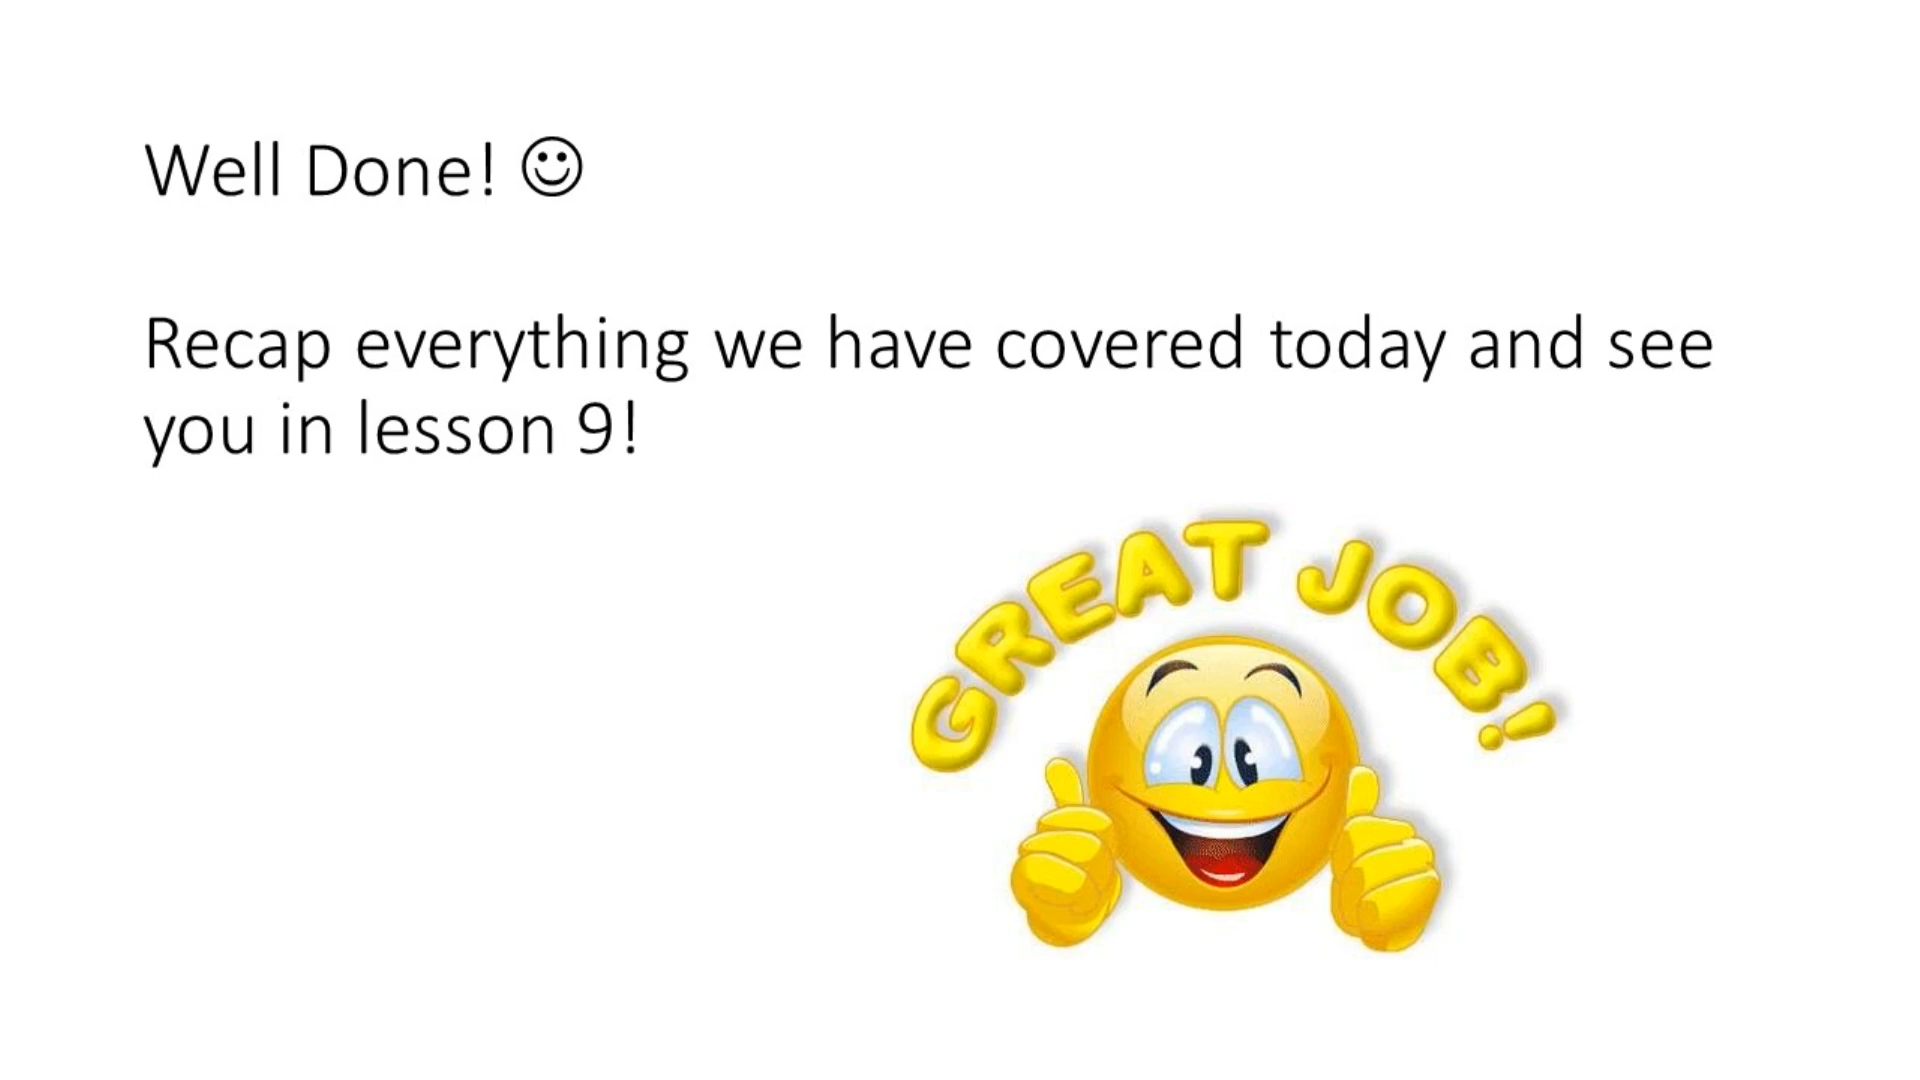 Well Done! ☺
Recap everything we have covered today and see
you in lesson 9!
GREAT JOB!